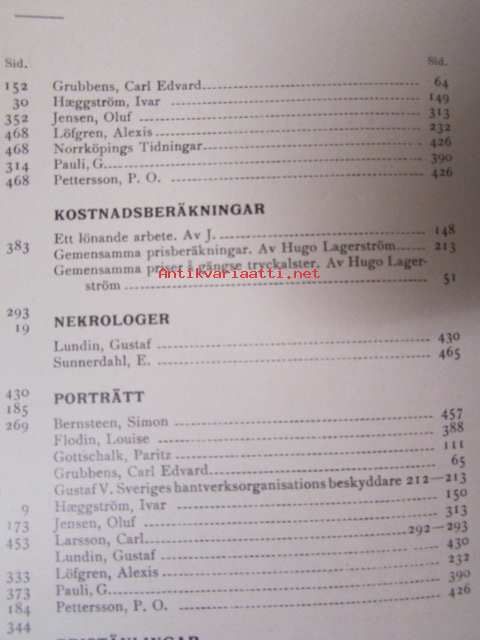 Sid. Sid.
152 Grubbens, Carl Edvard 64
30 Hæggström, Ivar 149
352 Jensen, Oluf 313
468 Löfgren, Alexis 232
468 Norrköpings Tidningar 426
314 Pauli, G. 390
468 Pettersson, P. O. 426
KOSTNADSBERÄKNINGAR
Ett lönande arbete. Av J. 148
383 Gemensamma prisberäkningar. Av Hugo Lagerström 213
Gemensamma priser å gängse tryckalster. Av Hugo Lager-
ström 51
Antikvariaatti.net
293
19 NEKROLOGER
Lundin, Gustaf 430
Sunnerdahl, E. 465
430 PORTRÄTT
185
269 Bernsteen, Simon 457
Flodin, Louise 388
Gottschalk, Paritz 111
Grubbens, Carl Edvard 65
Gustaf V. Sveriges hantverksorganisations beskyddare 212—213
9 Hæggström, Ivar 150
173 Jensen, Oluf 313
453 Larsson, Carl 292—293
Lundin, Gustaf 430
333 Löfgren, Alexis 232
373 Pauli, G. 390
184 Pettersson, P. O. 426
344